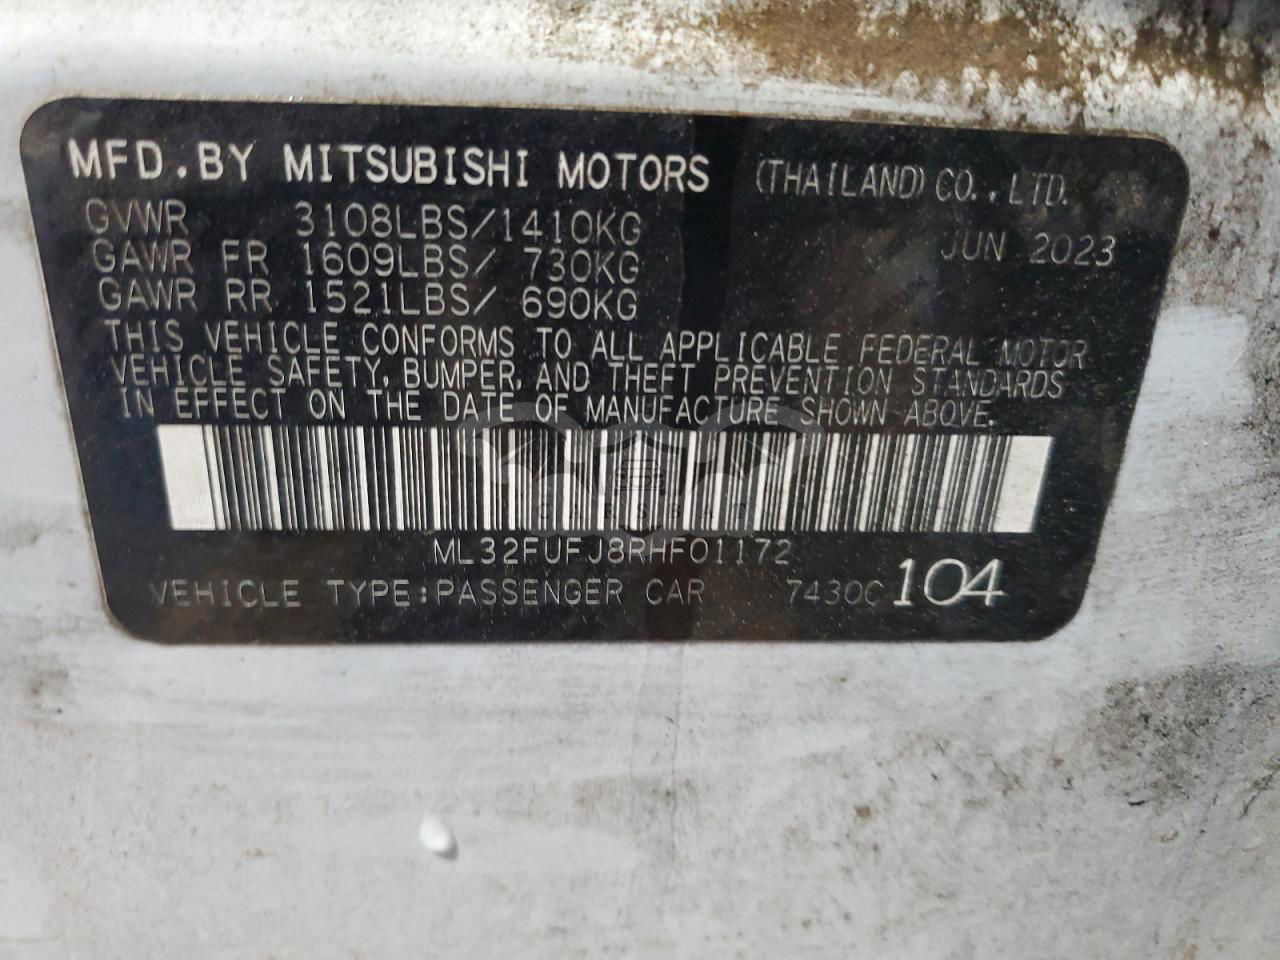 MFD.BY MITSUBISHI MOTORS (THAILAND) CO.,LTD.
GVWR 3108LBS/1410KG JUN 2023
GAWR FR 1609LBS/ 730KG
GAWR RR 1521LBS/ 690KG
THIS VEHICLE CONFORMS TO ALL APPLICABLE FEDERAL MOTOR
VEHICLE SAFETY, BUMPER, AND THEFT PREVENTION STANDARDS
IN EFFECT ON THE DATE OF MANUFACTURE SHOWN ABOVE.
ML32FUFJ8RHF01172
VEHICLE TYPE:PASSENGER CAR 7430C 104